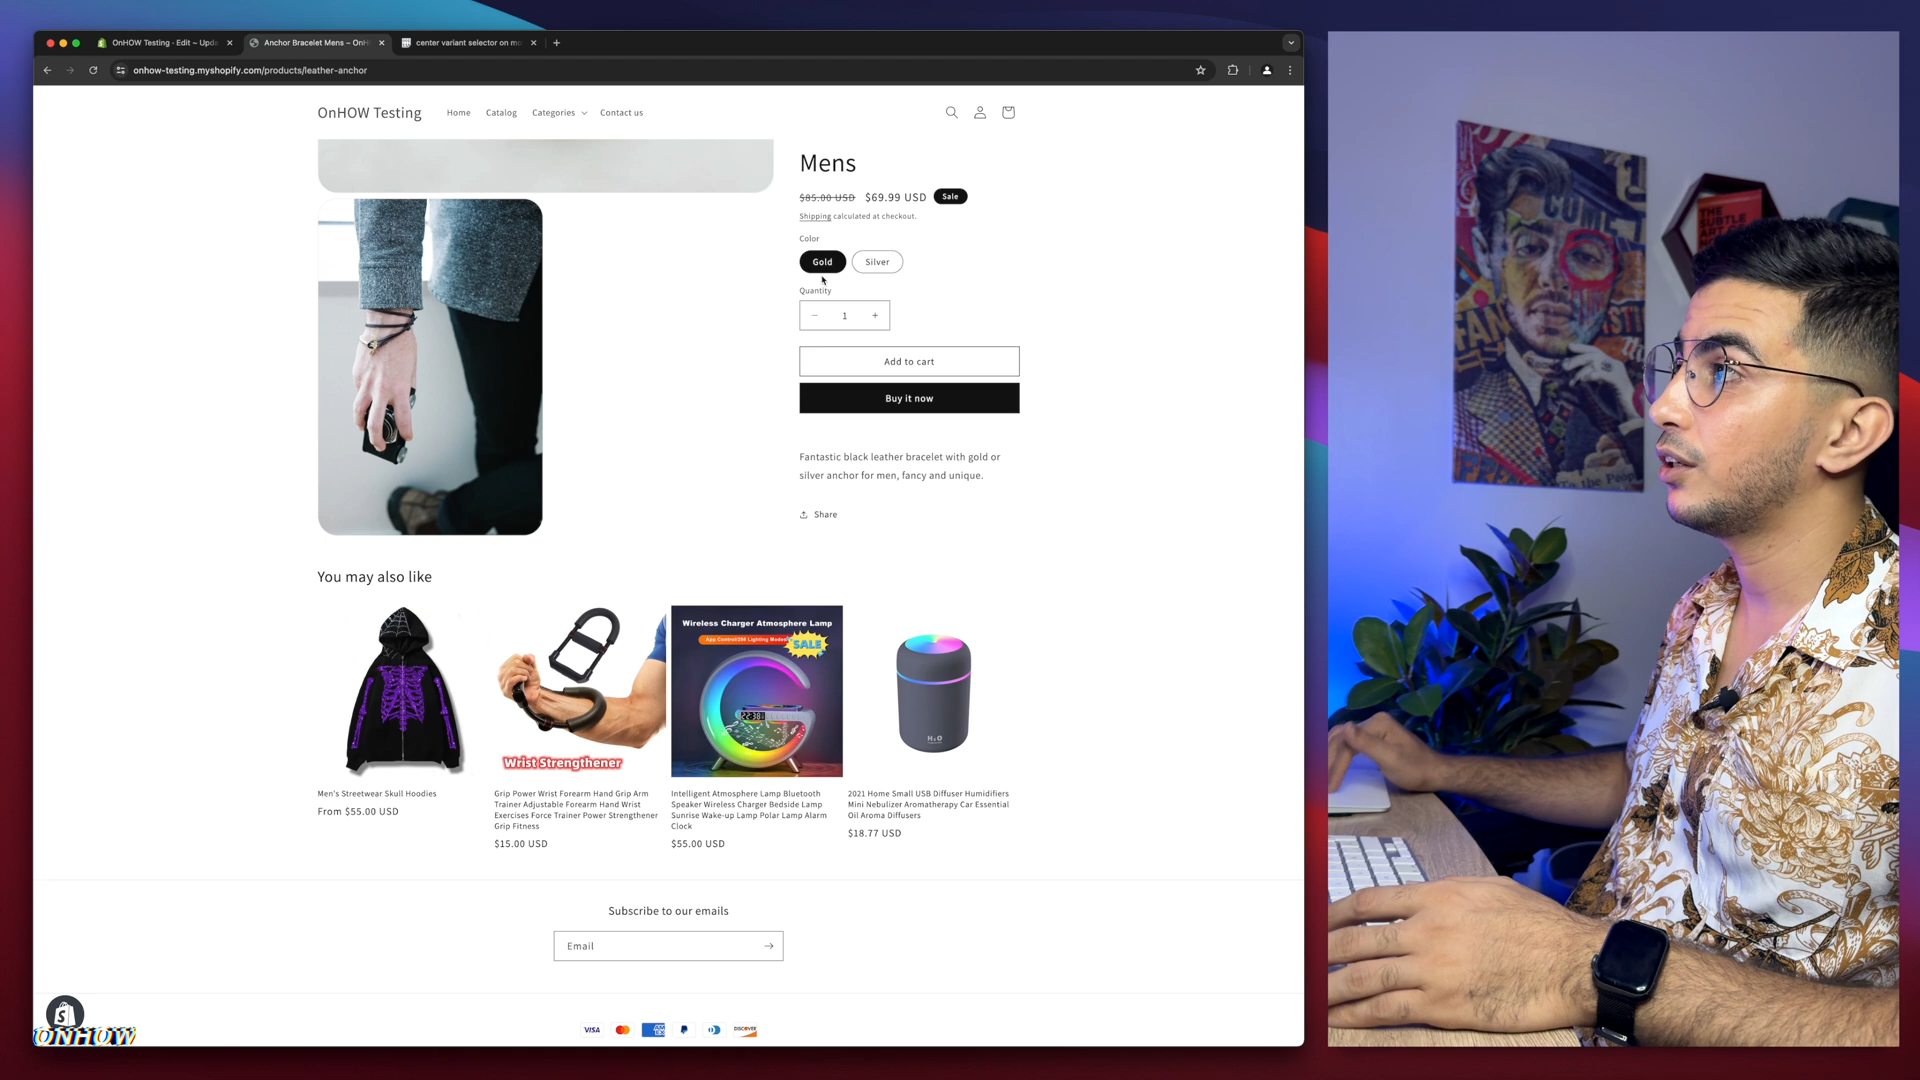 OnHOW Testing · Edit ~ Upda
Anchor Bracelet Mens – OnH
center variant selector on mo
onhow-testing.myshopify.com/products/leather-anchor
OnHOW Testing
Home
Catalog
Categories
Contact us
Mens
$85.00 USD
$69.99 USD
Sale
Shipping calculated at checkout.
Color
Gold
Silver
Quantity
1
Add to cart
Buy it now
Fantastic black leather bracelet with gold or
silver anchor for men, fancy and unique.
Share
You may also like
Wireless Charger Atmosphere Lamp
SALE
Wrist Strengthener
H₂O
Men's Streetwear Skull Hoodies
From $55.00 USD
Grip Power Wrist Forearm Hand Grip Arm
Trainer Adjustable Forearm Hand Wrist
Exercises Force Trainer Power Strengthener
Grip Fitness
$15.00 USD
Intelligent Atmosphere Lamp Bluetooth
Speaker Wireless Charger Bedside Lamp
Sunrise Wake-up Lamp Polar Lamp Alarm
Clock
$55.00 USD
2021 Home Small USB Diffuser Humidifiers
Mini Nebulizer Aromatherapy Car Essential
Oil Aroma Diffusers
$18.77 USD
Subscribe to our emails
Email
VISA
DISCOVER
ONHOW
THE
SUBTLE
ART OF